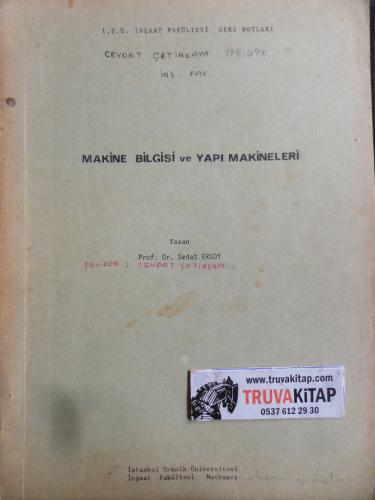 İ.T.Ü. İNŞAAT FAKÜLTESİ DERS NOTLARI
CEVDET ÇETİNKAYA
İNŞ. FAK.
MAKİNE BİLGİSİ ve YAPI MAKİNELERİ
Yazan
Prof. Dr. Sedat ERSOY
ÇEVİREN : CEVDET ÇETİNKAYA
www.truvakitap.com
TRUVAKİTAP
0537 612 29 30
İstanbul Teknik Üniversitesi
İnşaat Fakültesi Matbaası